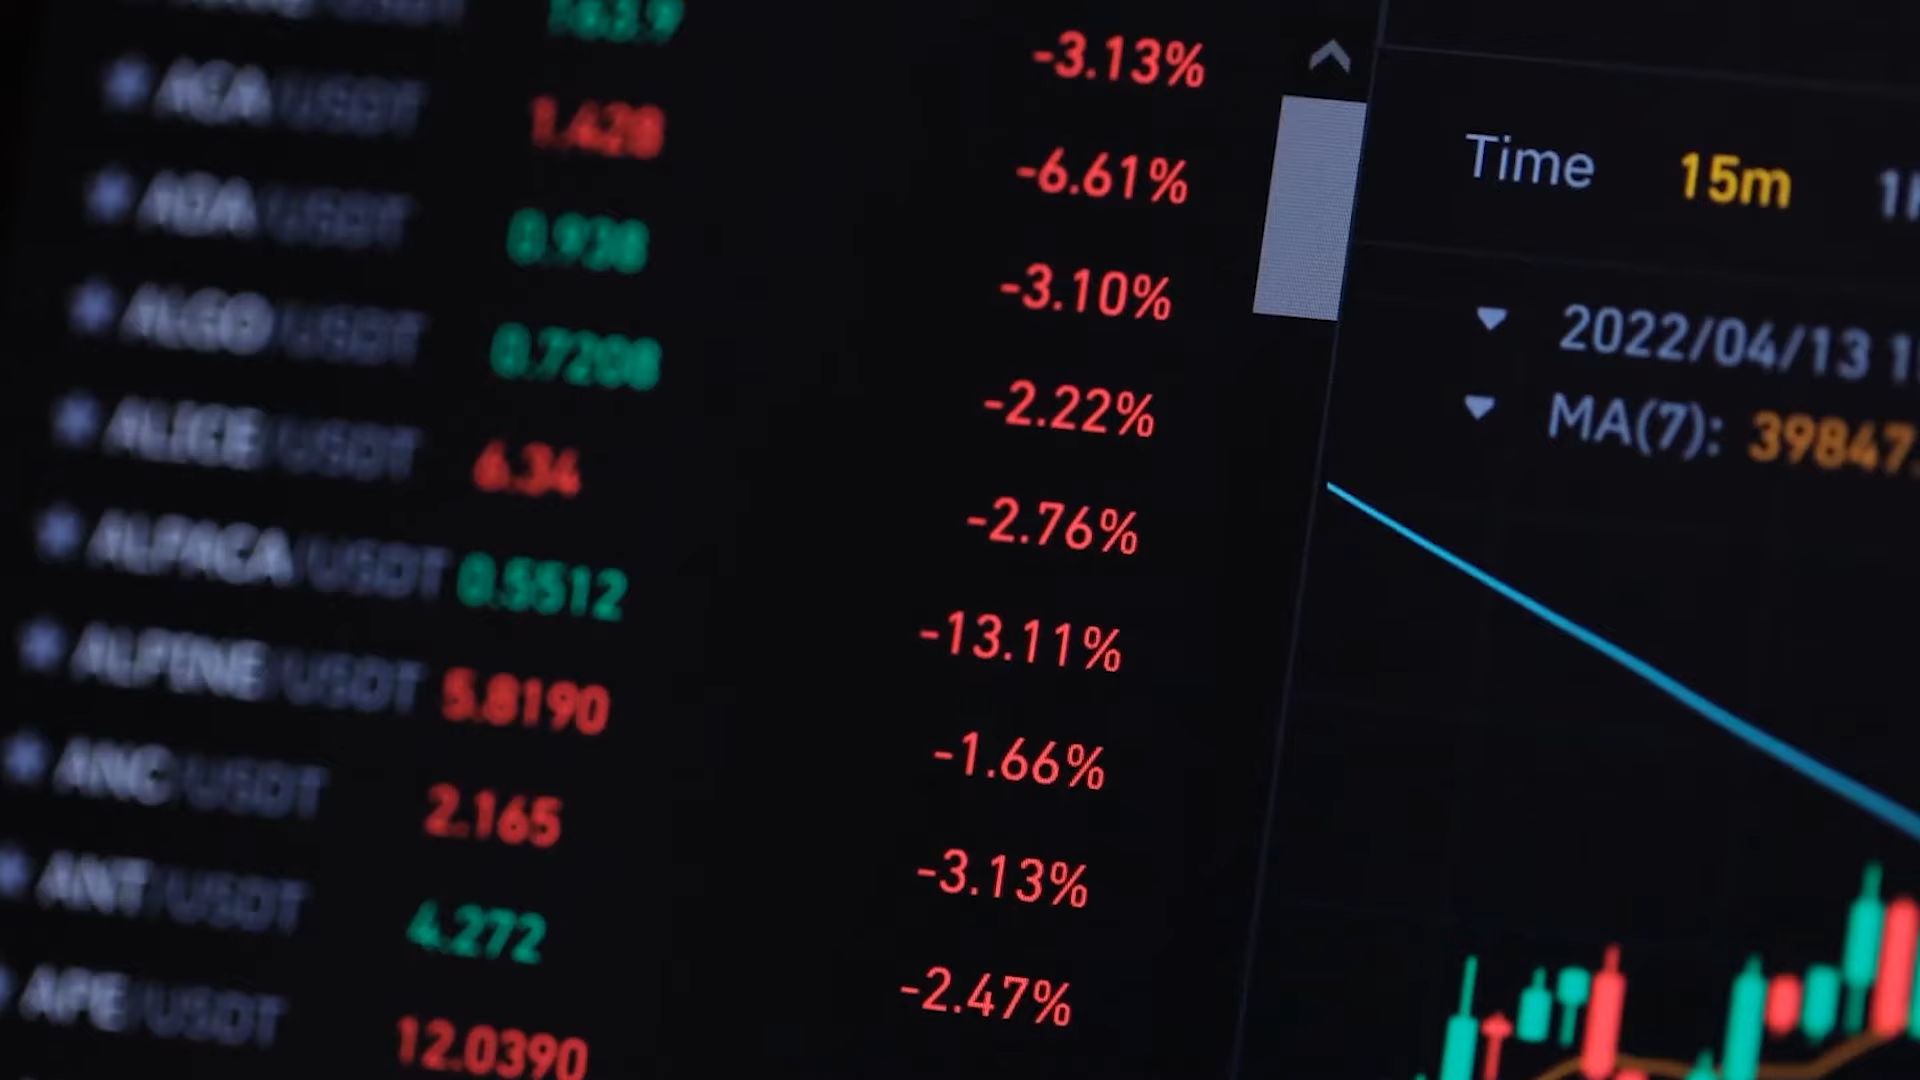 163.9 -3.13%
ACA/USDT 1.428 -6.61%
ADA/USDT 0.938 -3.10%
ALGO/USDT 0.7208 -2.22%
ALICE/USDT 6.34 -2.76%
ALPACA/USDT 0.5512 -13.11%
ALPINE/USDT 5.8190 -1.66%
ANC/USDT 2.165 -3.13%
ANT/USDT 4.272 -2.47%
APE/USDT 12.0390
Time 15m
2022/04/13
MA(7): 39847.